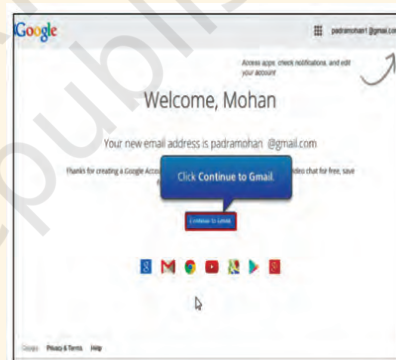 Google
padramohan1@gmail.com
Access apps, check notifications, and edit
your account
Welcome, Mohan
Your new email address is padramohan @gmail.com
Thanks for creating a Google Acco
ideo chat for free, save
Click Continue to Gmail
Continue to Gmail
Google Privacy & Terms Help